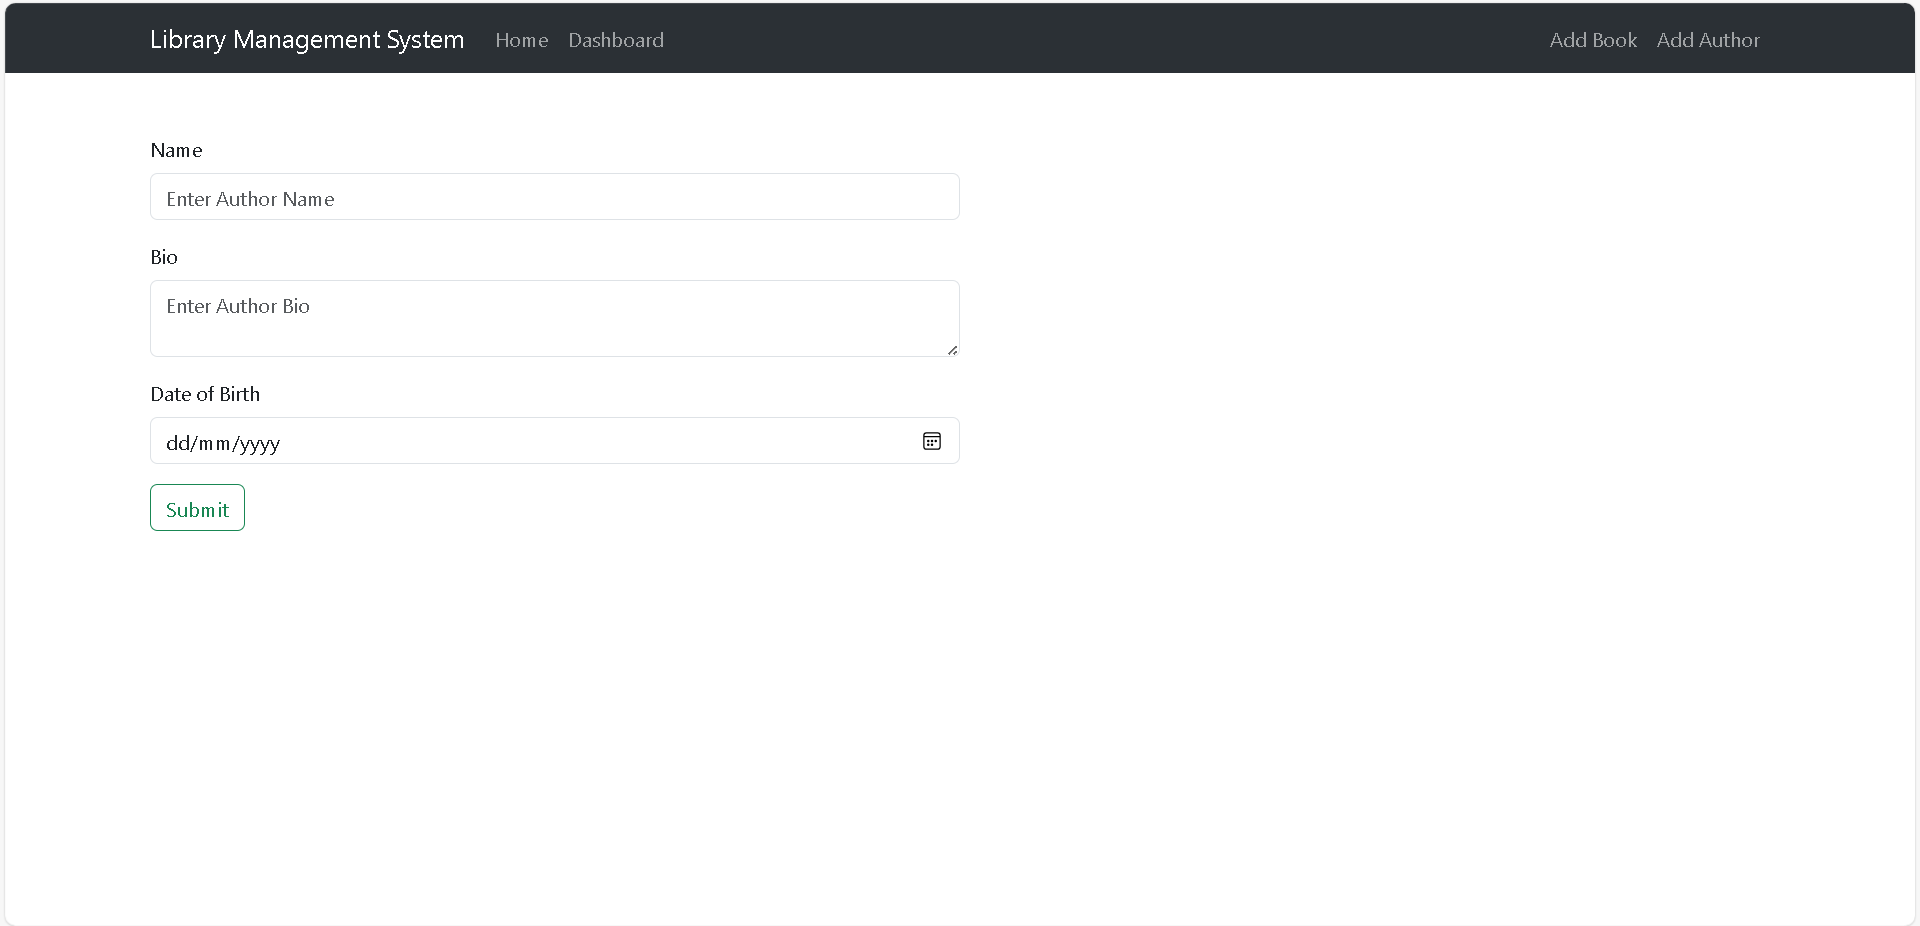 Library Management System Home Dashboard Add Book Add Author
Name
Enter Author Name
Bio
Enter Author Bio
Date of Birth
dd/mm/yyyy
Submit